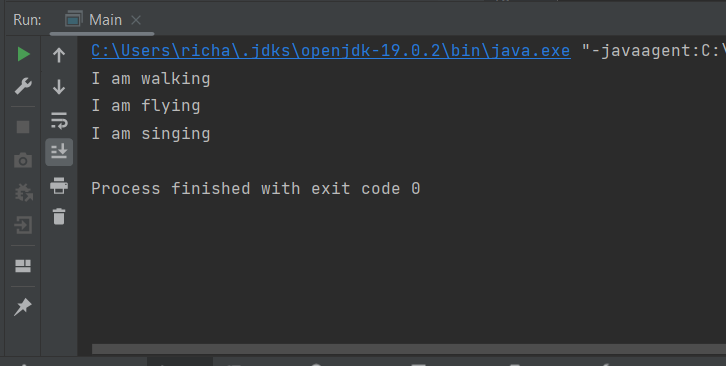 Run: Main
C:\Users\richa\.jdks\openjdk-19.0.2\bin\java.exe "-javaagent:C:\
I am walking
I am flying
I am singing
Process finished with exit code 0